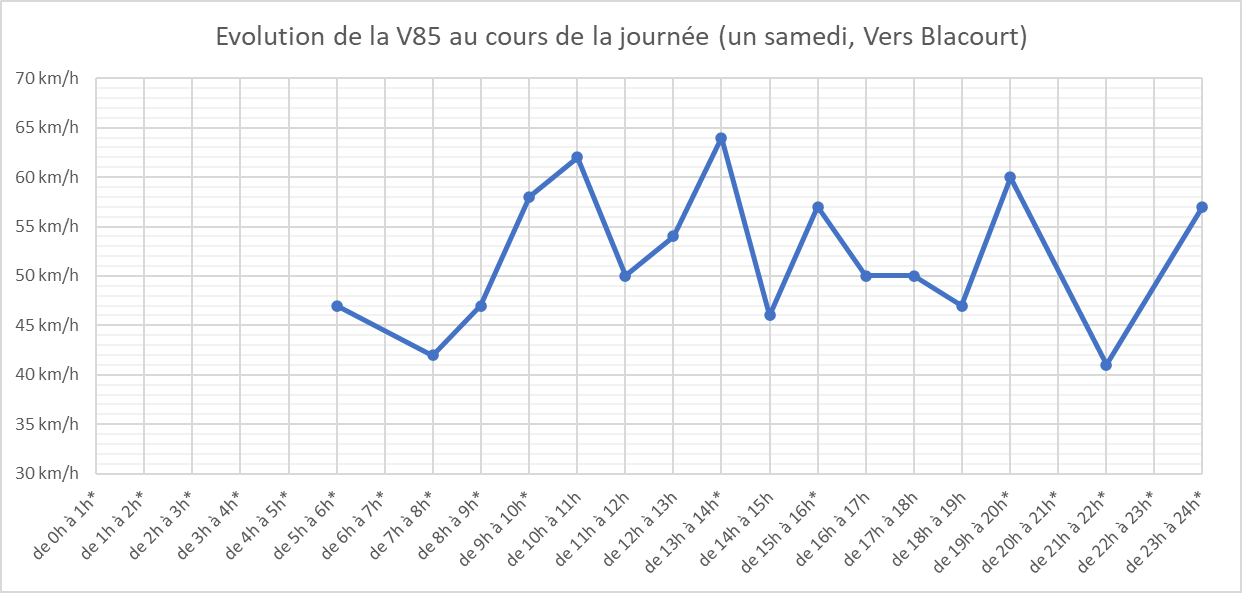 Evolution de la V85 au cours de la journée (un samedi, Vers Blacourt)
70 km/h
65 km/h
60 km/h
55 km/h
50 km/h
45 km/h
40 km/h
35 km/h
30 km/h
de 0h à 1h*
de 1h à 2h*
de 2h à 3h*
de 3h à 4h*
de 4h à 5h*
de 5h à 6h*
de 6h à 7h*
de 7h à 8h*
de 8h à 9h*
de 9h à 10h*
de 10h à 11h
de 11h à 12h
de 12h à 13h
de 13h à 14h*
de 14h à 15h
de 15h à 16h*
de 16h à 17h
de 17h à 18h
de 18h à 19h
de 19h à 20h*
de 20h à 21h*
de 21h à 22h*
de 22h à 23h*
de 23h à 24h*